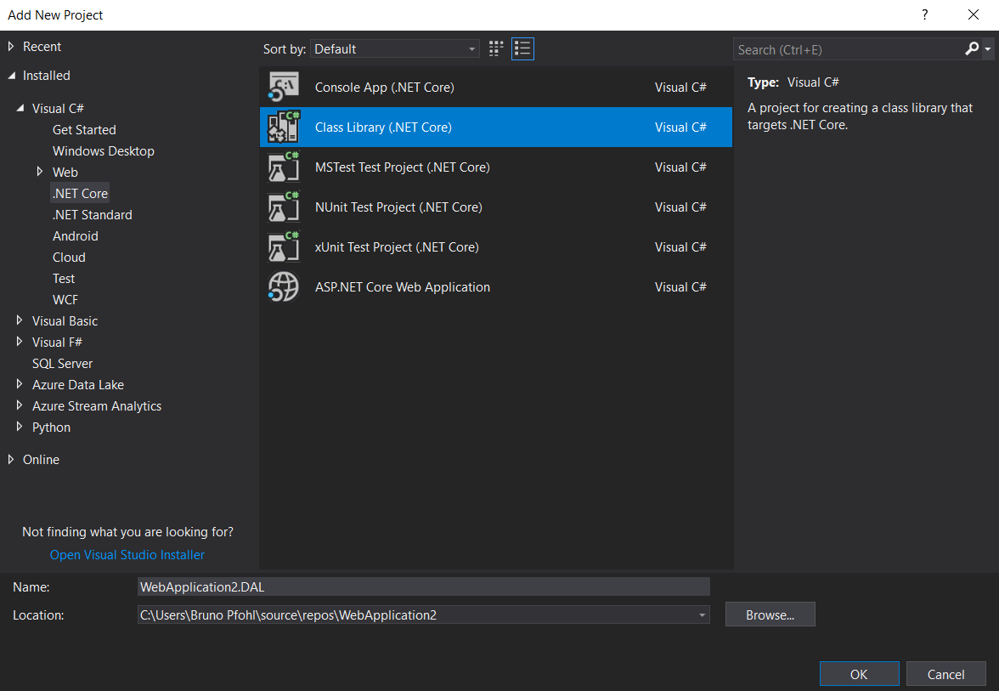 Add New Project
?
Recent
Installed
Visual C#
Get Started
Windows Desktop
Web
.NET Core
.NET Standard
Android
Cloud
Test
WCF
Visual Basic
Visual F#
SQL Server
Azure Data Lake
Azure Stream Analytics
Python
Online
Not finding what you are looking for?
Open Visual Studio Installer
Sort by: Default
Console App (.NET Core) Visual C#
Class Library (.NET Core) Visual C#
MSTest Test Project (.NET Core) Visual C#
NUnit Test Project (.NET Core) Visual C#
xUnit Test Project (.NET Core) Visual C#
ASP.NET Core Web Application Visual C#
Search (Ctrl+E)
Type: Visual C#
A project for creating a class library that
targets .NET Core.
Name: WebApplication2.DAL
Location: C:\Users\Bruno Pfohl\source\repos\WebApplication2
Browse...
OK Cancel